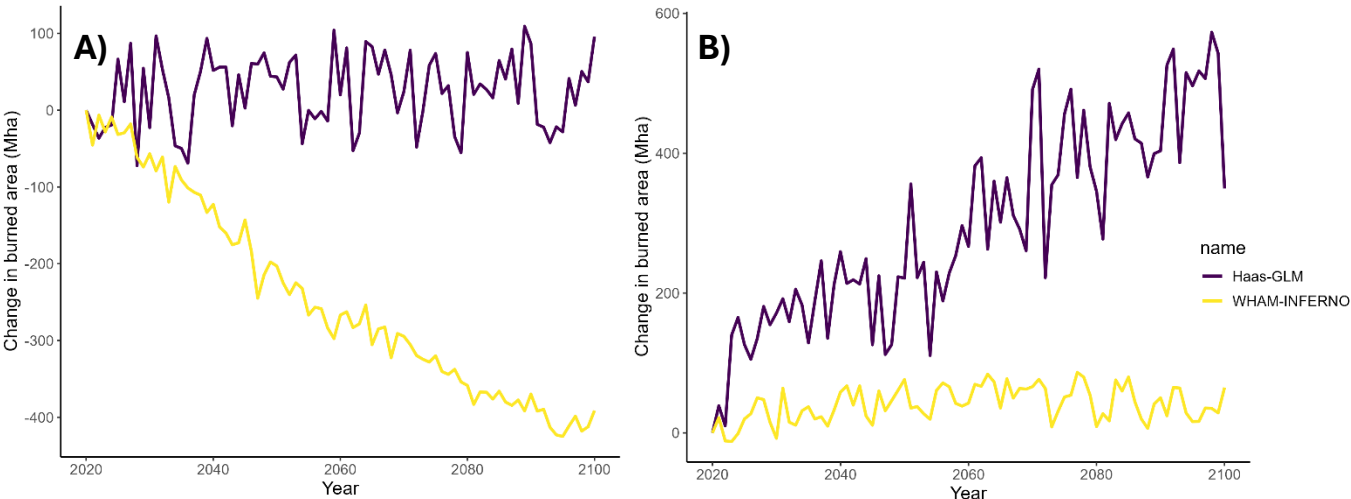 A)
Change in burned area (Mha)
100
0
-100
-200
-300
-400
2020
2040
2060
2080
2100
Year
B)
Change in burned area (Mha)
600
400
200
0
2020
2040
2060
2080
2100
Year
name
Haas-GLM
WHAM-INFERNO